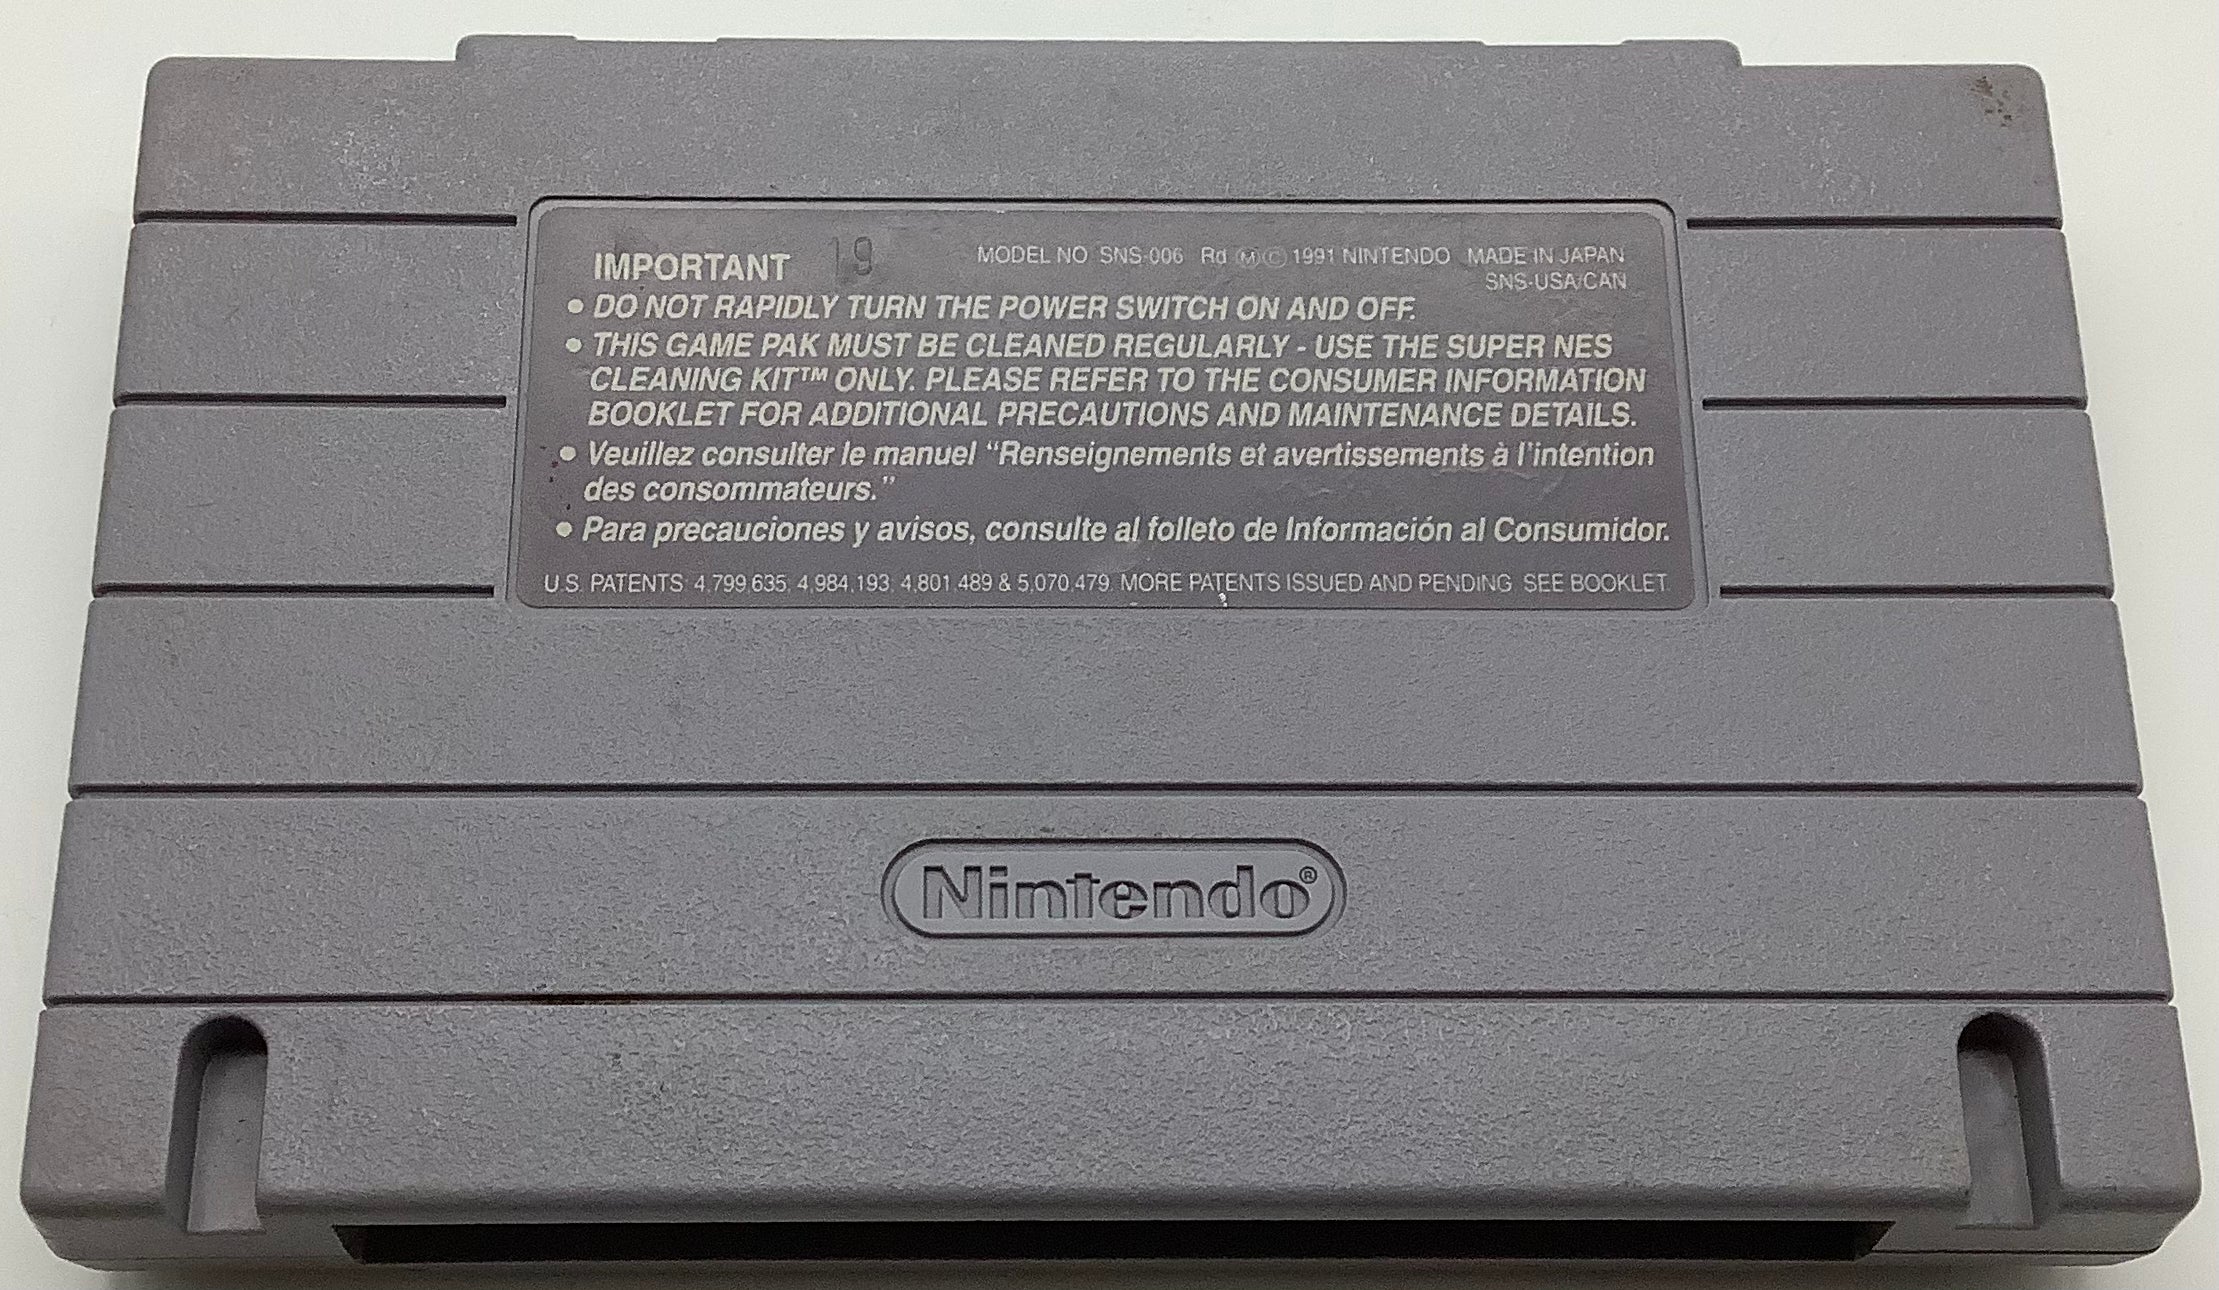 IMPORTANT 19 MODEL NO SNS-006 Rd Ⓜ Ⓒ 1991 NINTENDO MADE IN JAPAN
SNS-USA/CAN
• DO NOT RAPIDLY TURN THE POWER SWITCH ON AND OFF.
• THIS GAME PAK MUST BE CLEANED REGULARLY - USE THE SUPER NES
CLEANING KIT™ ONLY. PLEASE REFER TO THE CONSUMER INFORMATION
BOOKLET FOR ADDITIONAL PRECAUTIONS AND MAINTENANCE DETAILS.
• Veuillez consulter le manuel “Renseignements et avertissements à l'intention
des consommateurs.”
• Para precauciones y avisos, consulte al folleto de Información al Consumidor.
U.S. PATENTS 4,799,635, 4,984,193, 4,801,489 & 5,070,479. MORE PATENTS ISSUED AND PENDING SEE BOOKLET
Nintendo®